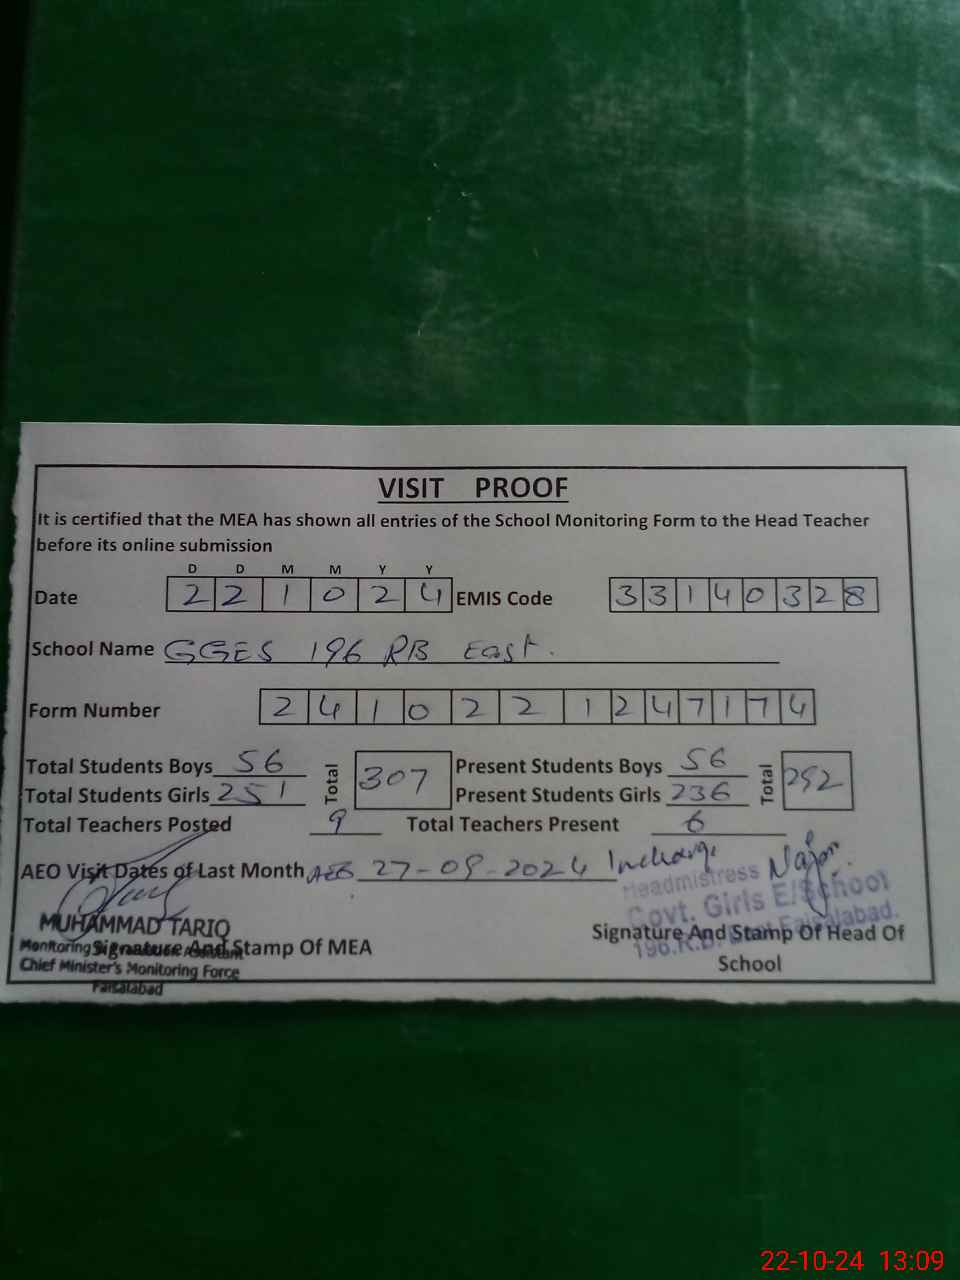 VISIT PROOF
It is certified that the MEA has shown all entries of the School Monitoring Form to the Head Teacher
before its online submission
D D M M Y Y
Date 2 2 1 0 2 4 EMIS Code 3 3 1 4 0 3 2 8
School Name GGES 196 RB East.
Form Number 2 4 1 0 2 2 1 2 4 7 1 7 4
Total Students Boys 56 Total 307 Present Students Boys 56 Total 292
Total Students Girls 251 Present Students Girls 236
Total Teachers Posted 9 Total Teachers Present 6
AEO Visit Dates of Last Month AEO 27-09-2024 Incharge
Headmistress
Govt. Girls E/School
196.R.B. Faisalabad.
MUHAMMAD TARIQ
Signature And Stamp Of MEA
Monitoring Assistant
Chief Minister's Monitoring Force
Faisalabad
Signature And Stamp Of Head Of
School
22-10-24 13:09